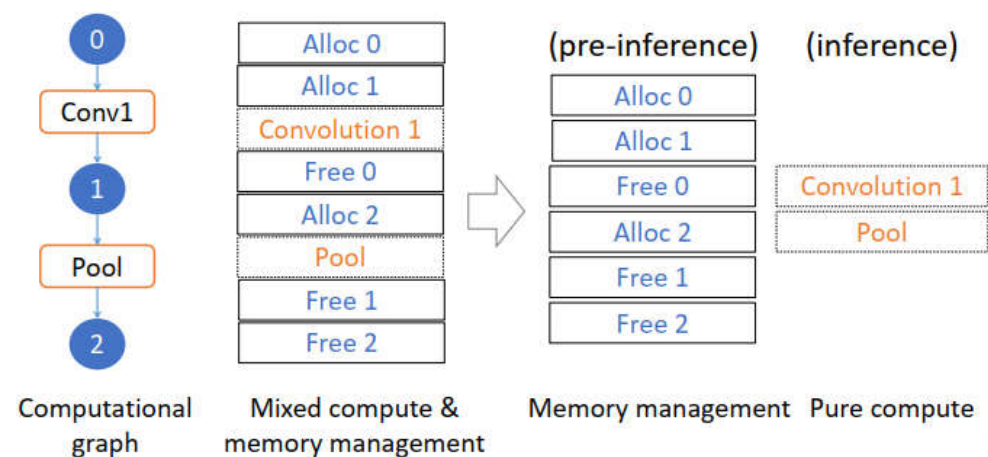 0
Conv1
1
Pool
2
Computational
graph
Alloc 0
Alloc 1
Convolution 1
Free 0
Alloc 2
Pool
Free 1
Free 2
Mixed compute &
memory management
(pre-inference)
Alloc 0
Alloc 1
Free 0
Alloc 2
Free 1
Free 2
Memory management
(inference)
Convolution 1
Pool
Pure compute